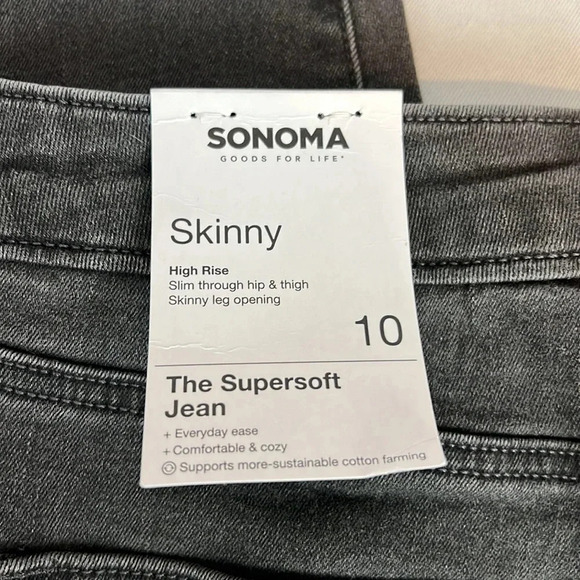 SONOMA
GOODS FOR LIFE®
Skinny
High Rise
Slim through hip & thigh
Skinny leg opening
10
The Supersoft
Jean
+ Everyday ease
+ Comfortable & cozy
Supports more-sustainable cotton farming